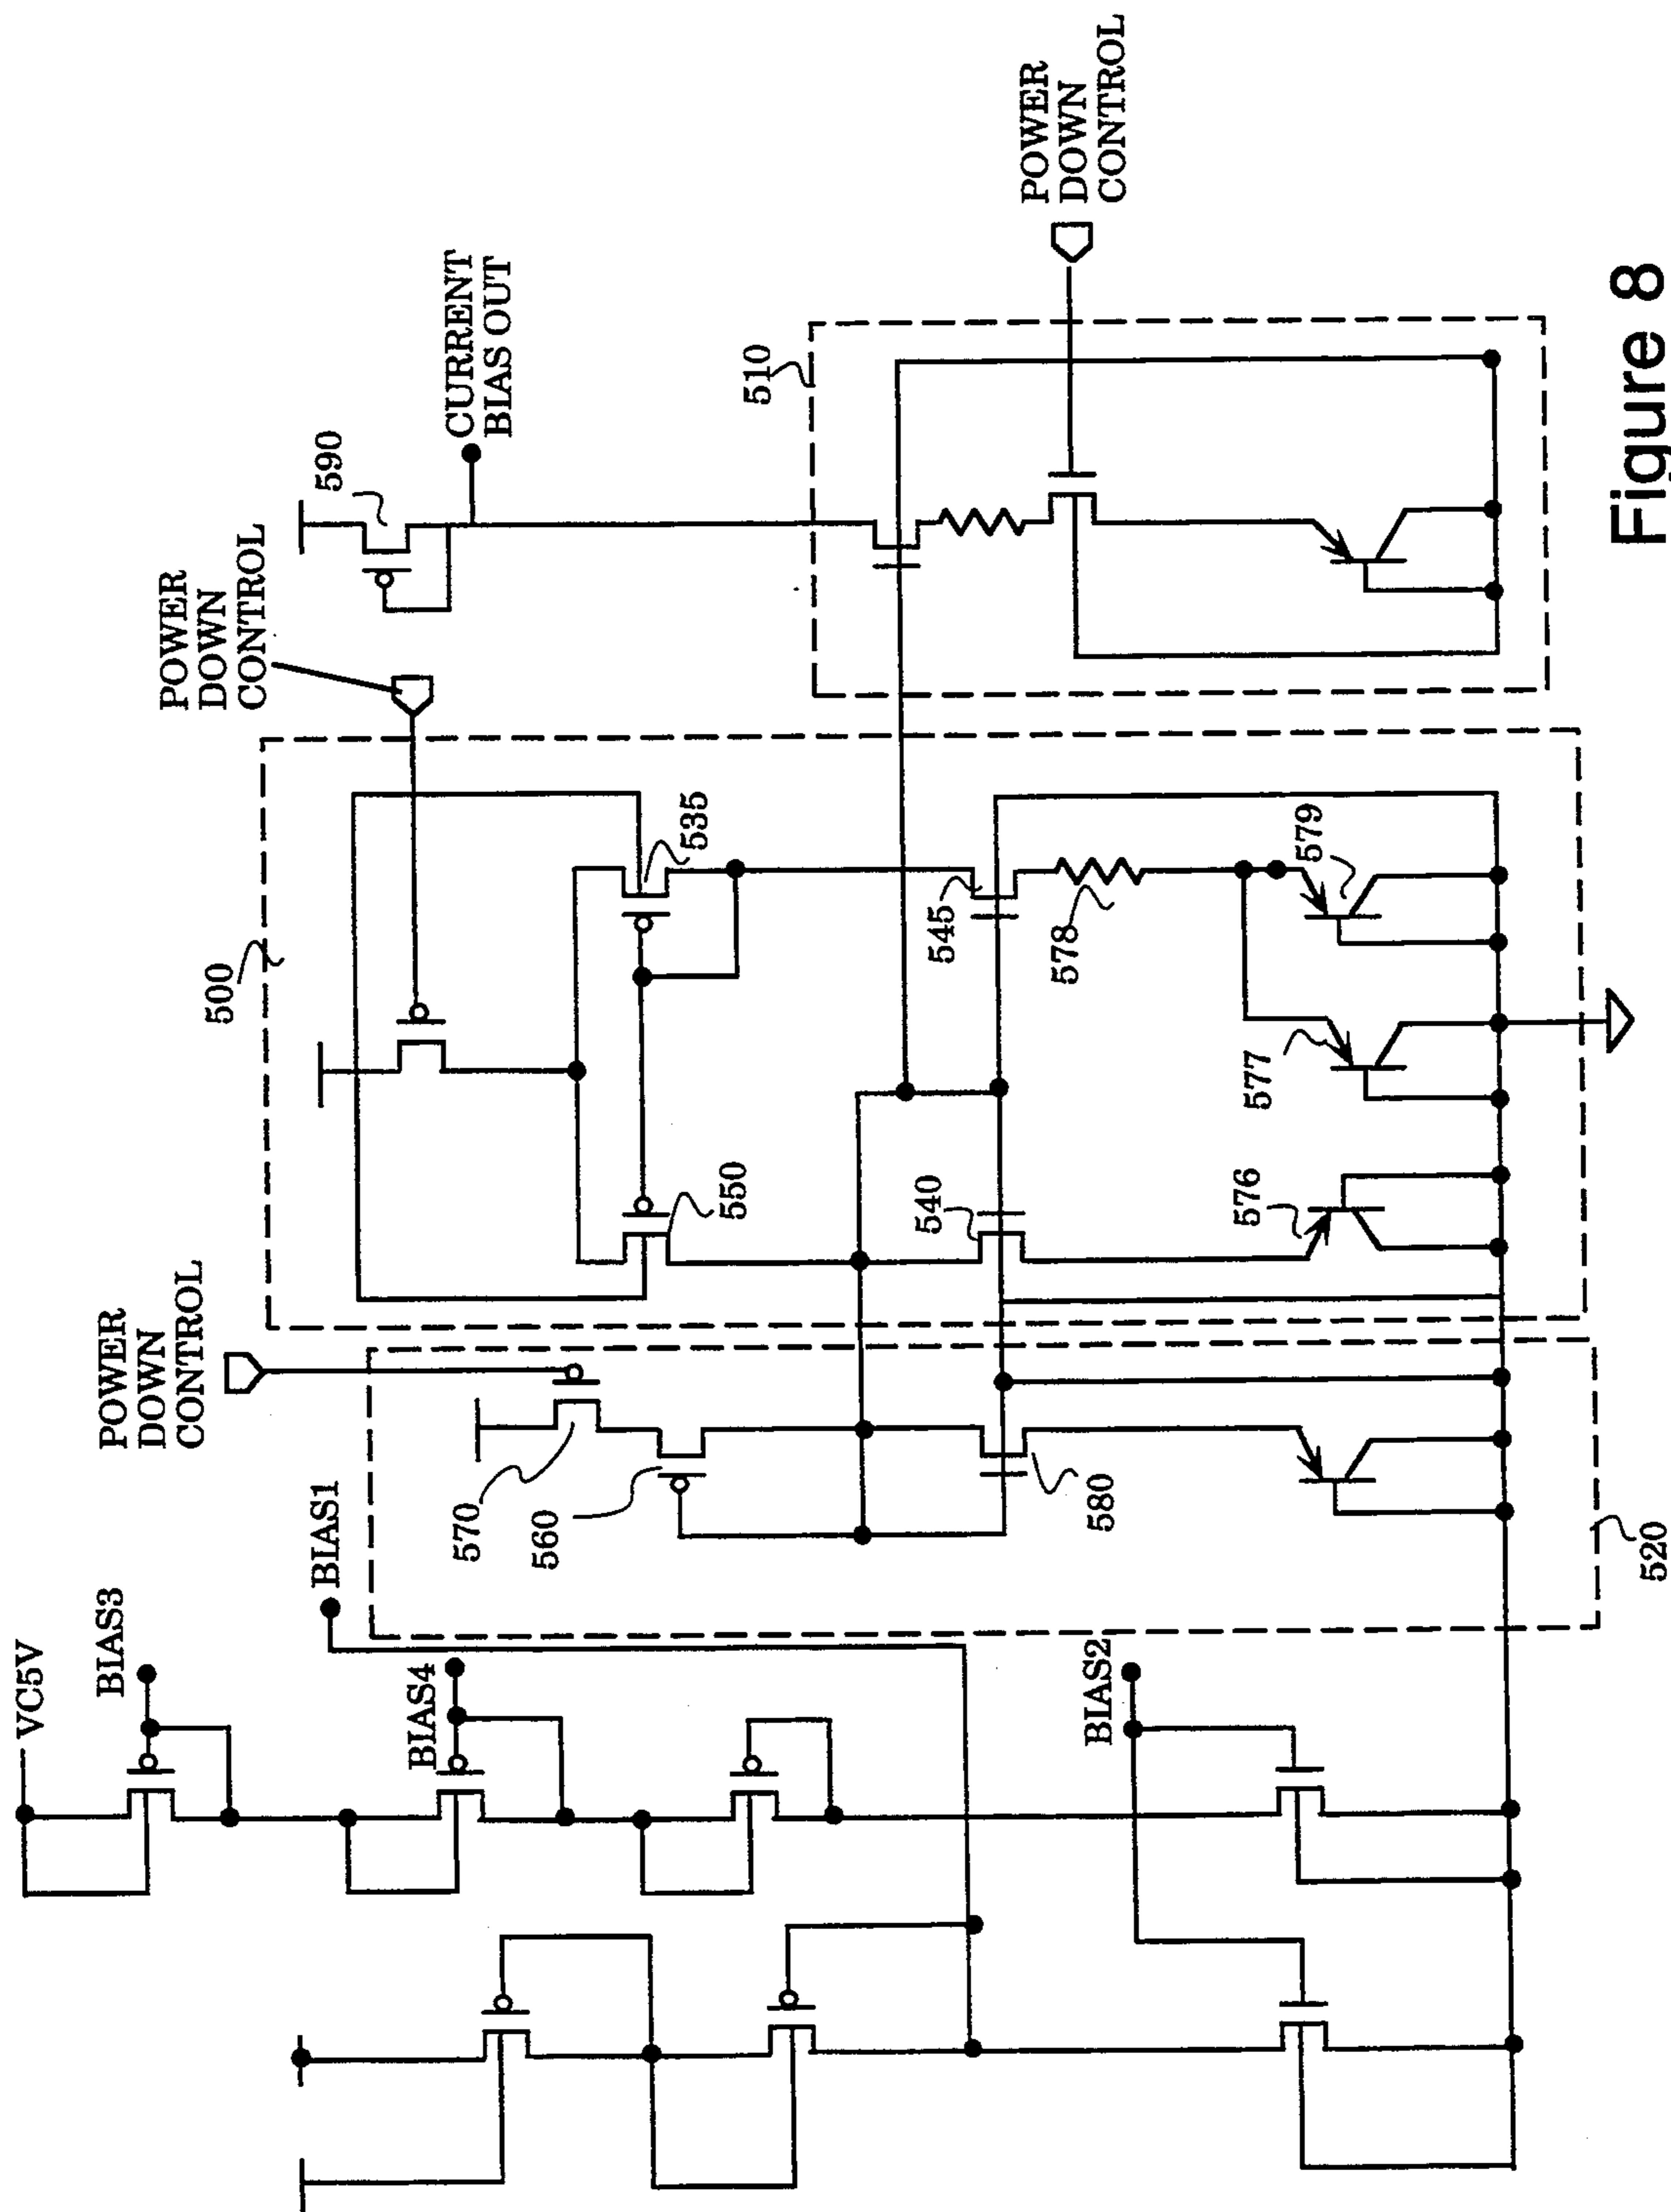 VC5V
BIAS3
BIAS4
BIAS1
BIAS2
POWER
DOWN
CONTROL
570
560
580
520
POWER
DOWN
CONTROL
500
550
535
540
545
576
577
578
579
590
CURRENT
BIAS OUT
510
POWER
DOWN
CONTROL
Figure 8